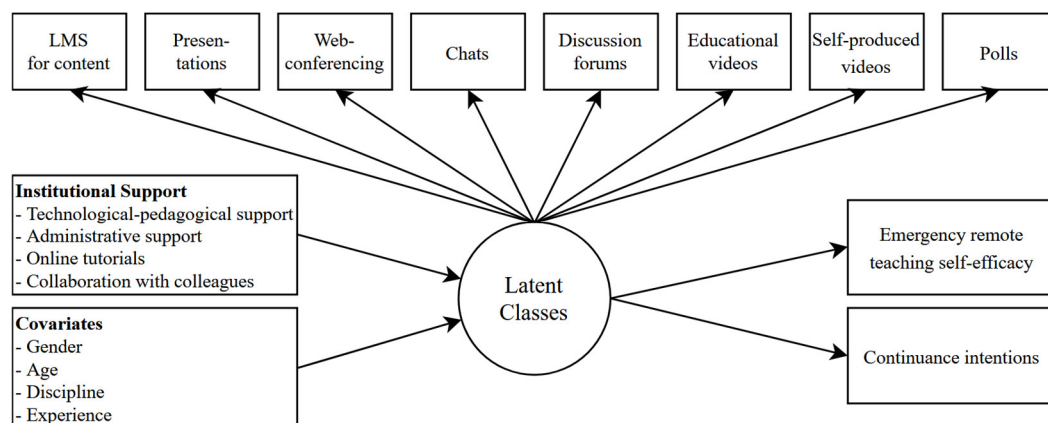 LMS
for content
Presen-
tations
Web-
conferencing
Chats
Discussion
forums
Educational
videos
Self-produced
videos
Polls
Institutional Support
- Technological-pedagogical support
- Administrative support
- Online tutorials
- Collaboration with colleagues
Covariates
- Gender
- Age
- Discipline
- Experience
Latent
Classes
Emergency remote
teaching self-efficacy
Continuance intentions